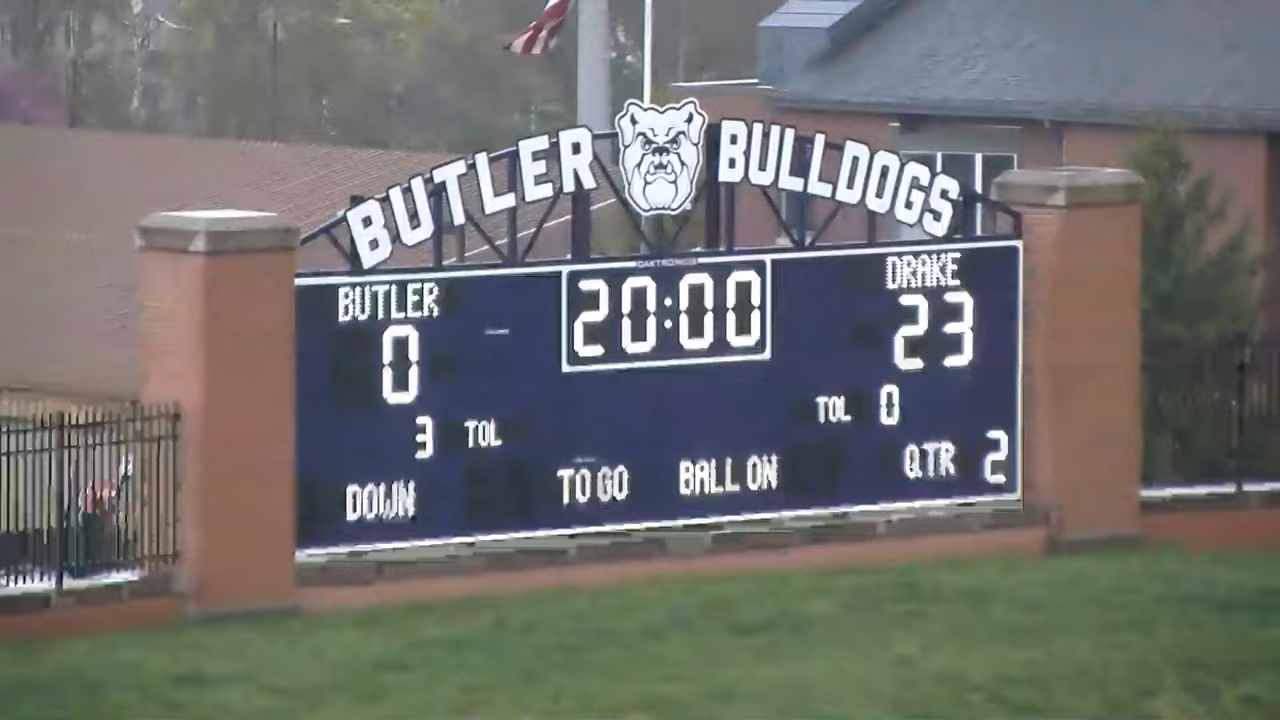 BUTLER BULLDOGS
DAKTRONICS
BUTLER 20:00 DRAKE
0 23
3 TOL TOL 0
DOWN TO GO BALL ON QTR 2